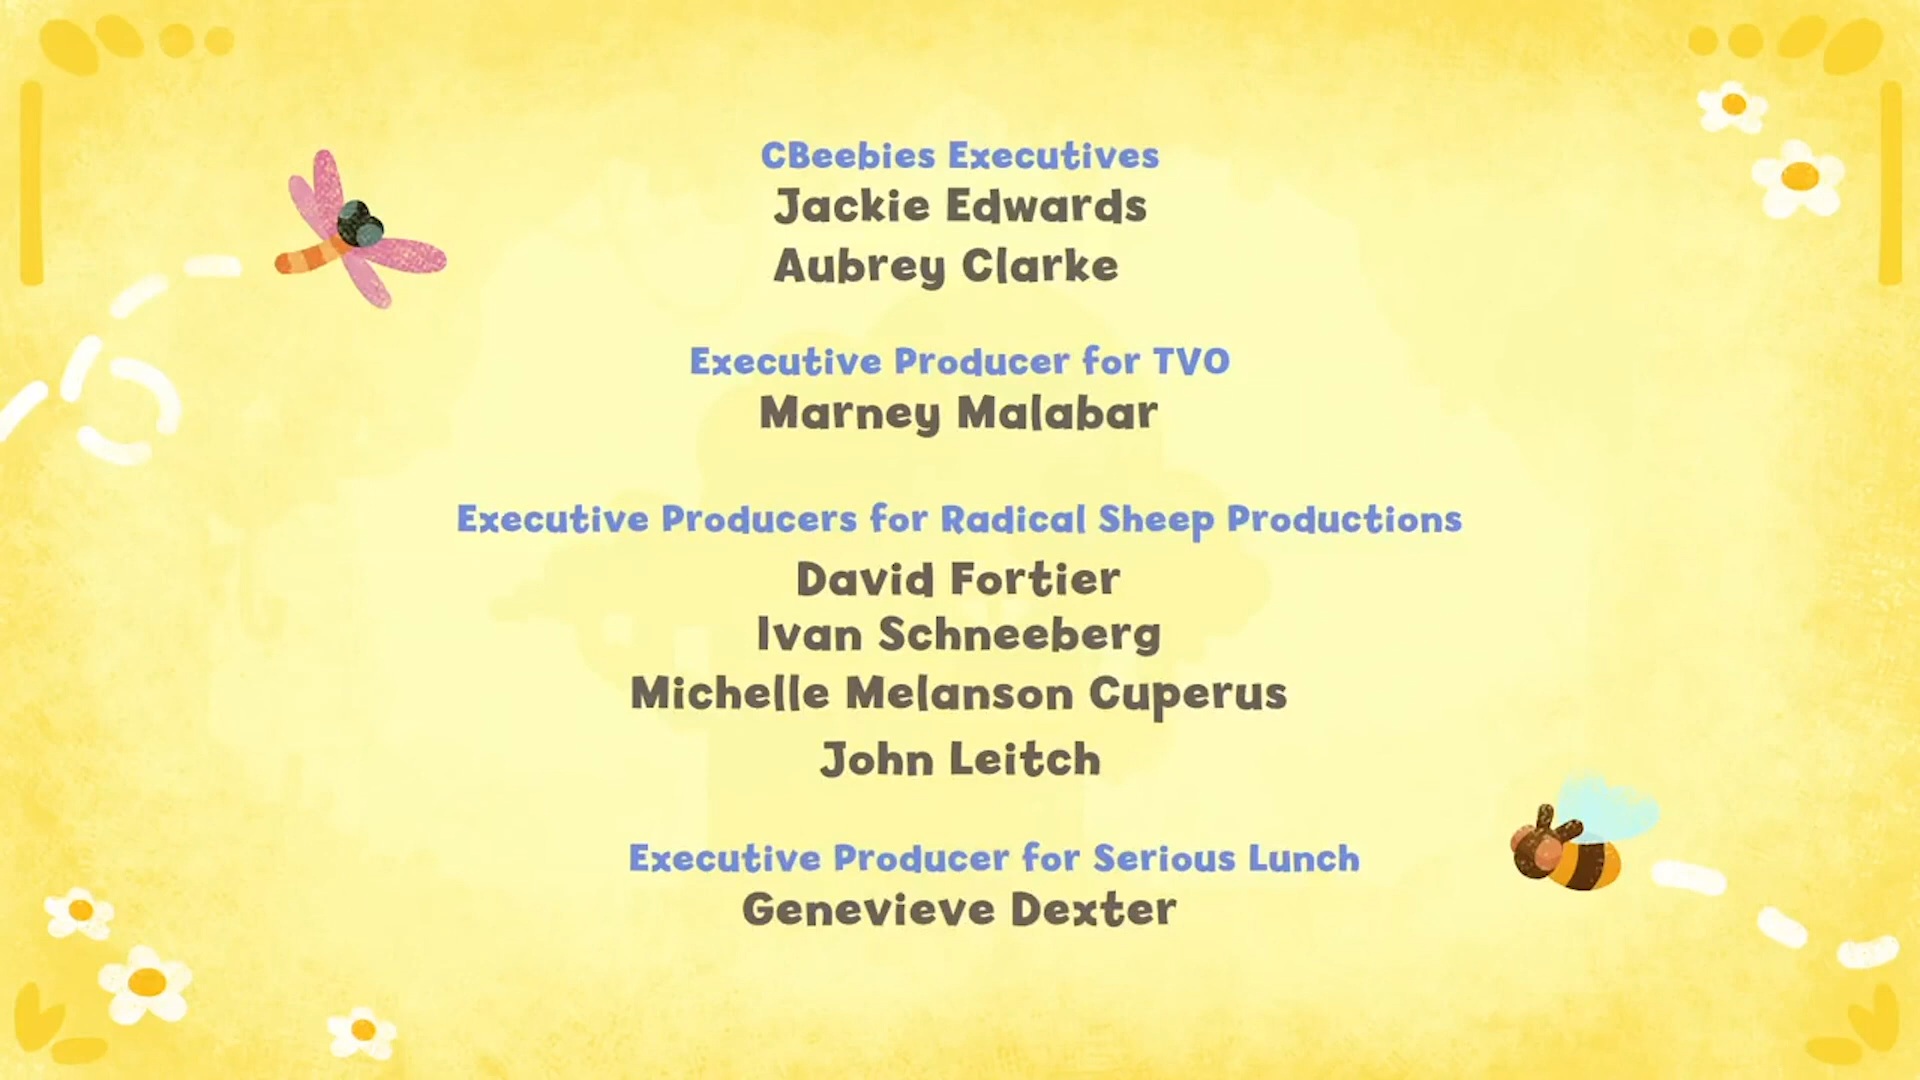 CBeebies Executives
Jackie Edwards
Aubrey Clarke
Executive Producer for TVO
Marney Malabar
Executive Producers for Radical Sheep Productions
David Fortier
Ivan Schneeberg
Michelle Melanson Cuperus
John Leitch
Executive Producer for Serious Lunch
Genevieve Dexter